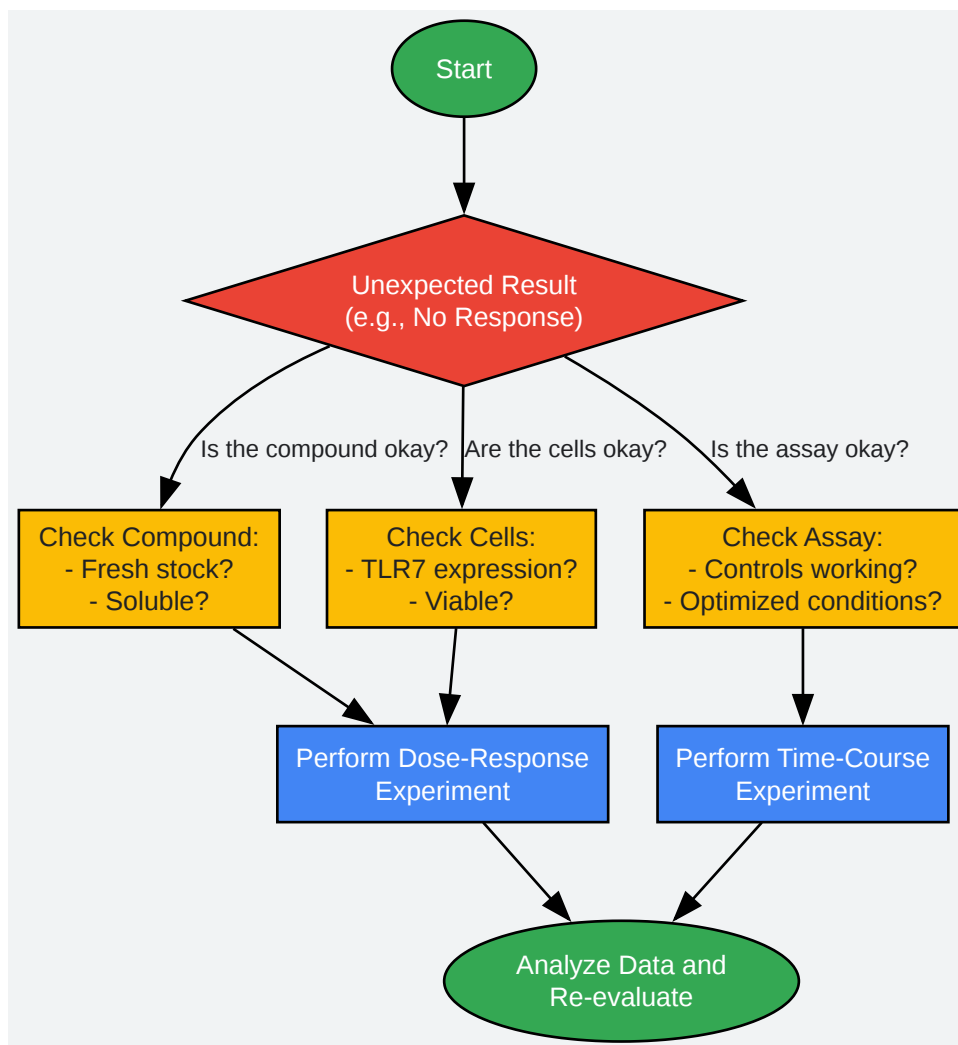 Start
Unexpected Result
(e.g., No Response)
Is the compound okay?
Are the cells okay?
Is the assay okay?
Check Compound:
- Fresh stock?
- Soluble?
Check Cells:
- TLR7 expression?
- Viable?
Check Assay:
- Controls working?
- Optimized conditions?
Perform Dose-Response
Experiment
Perform Time-Course
Experiment
Analyze Data and
Re-evaluate